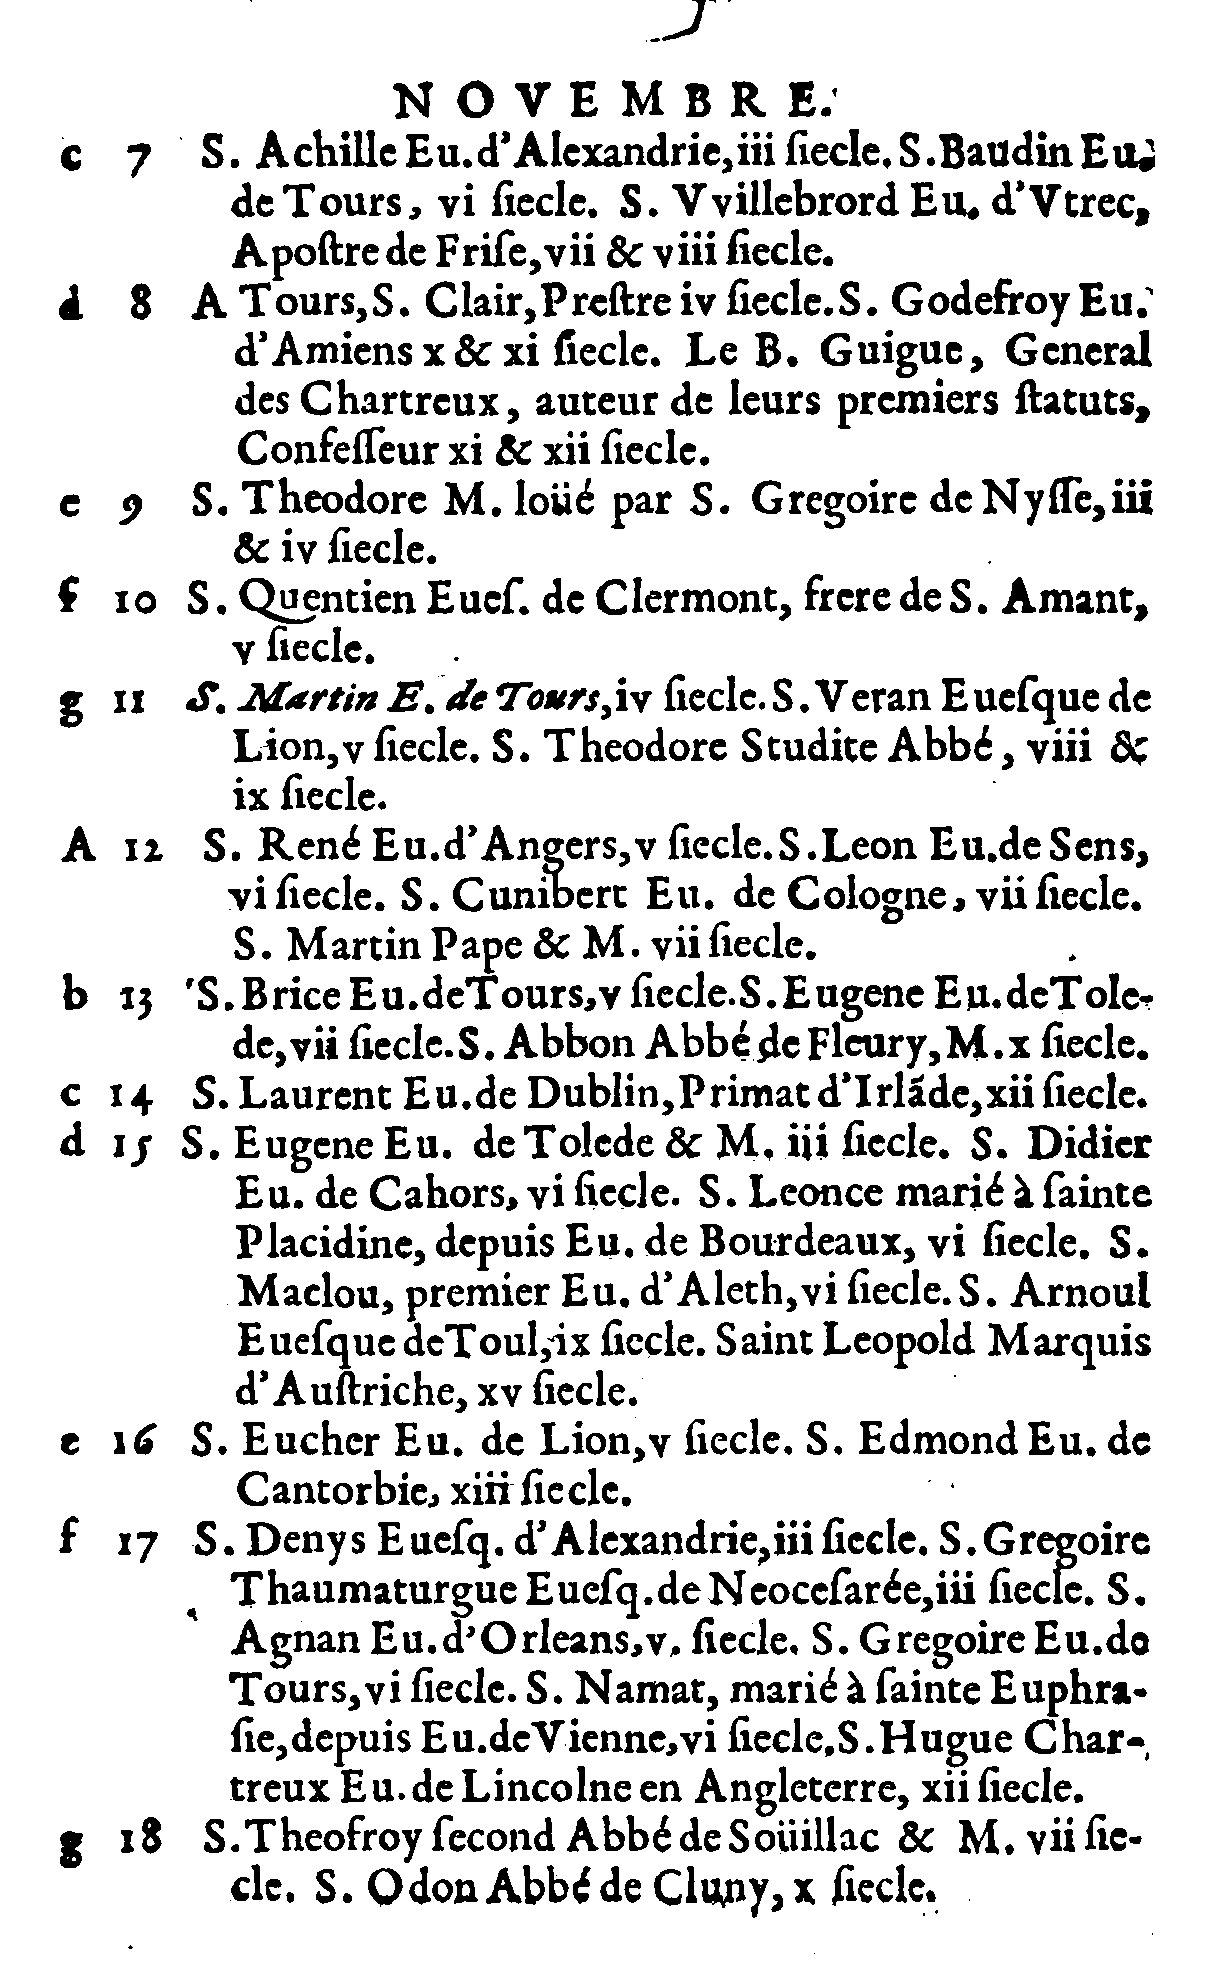 NOVEMBRE.
c 7 S. Achille Eu. d'Alexandrie, iii ſiecle. S. Baudin Eu.
de Tours, vi ſiecle. S. Vvillebrord Eu. d'Vtrec,
Apoſtre de Friſe, vii & viii ſiecle.
d 8 A Tours, S. Clair, Preſtre iv ſiecle. S. Godefroy Eu.
d'Amiens x & xi ſiecle. Le B. Guigue, General
des Chartreux, auteur de leurs premiers ſtatuts,
Confeſſeur xi & xii ſiecle.
e 9 S. Theodore M. loüé par S. Gregoire de Nyſſe, iii
& iv ſiecle.
f 10 S. Quentien Eueſ. de Clermont, frere de S. Amant,
v ſiecle.
g 11 S. Martin E. de Tours, iv ſiecle. S. Veran Eueſque de
Lion, v ſiecle. S. Theodore Studite Abbé, viii &
ix ſiecle.
A 12 S. René Eu. d'Angers, v ſiecle. S. Leon Eu. de Sens,
vi ſiecle. S. Cunibert Eu. de Cologne, vii ſiecle.
S. Martin Pape & M. vii ſiecle.
b 13 S. Brice Eu. de Tours, v ſiecle. S. Eugene Eu. de Tole-
de, vii ſiecle. S. Abbon Abbé de Fleury, M. x ſiecle.
c 14 S. Laurent Eu. de Dublin, Primat d'Irlãde, xii ſiecle.
d 15 S. Eugene Eu. de Tolede & M. iii ſiecle. S. Didier
Eu. de Cahors, vi ſiecle. S. Leonce marié à ſainte
Placidine, depuis Eu. de Bourdeaux, vi ſiecle. S.
Maclou, premier Eu. d'Aleth, vi ſiecle. S. Arnoul
Eueſque de Toul, ix ſiecle. Saint Leopold Marquis
d'Auſtriche, xv ſiecle.
e 16 S. Eucher Eu. de Lion, v ſiecle. S. Edmond Eu. de
Cantorbie, xiii ſiecle.
f 17 S. Denys Eueſq. d'Alexandrie, iii ſiecle. S. Gregoire
Thaumaturgue Eueſq. de Neoceſarée, iii ſiecle. S.
Agnan Eu. d'Orleans, v. ſiecle. S. Gregoire Eu. de
Tours, vi ſiecle. S. Namat, marié à ſainte Euphra-
ſie, depuis Eu. de Vienne, vi ſiecle. S. Hugue Char-
treux Eu. de Lincolne en Angleterre, xii ſiecle.
g 18 S. Theofroy ſecond Abbé de Soüillac & M. vii ſie-
cle. S. Odon Abbé de Cluny, x ſiecle.